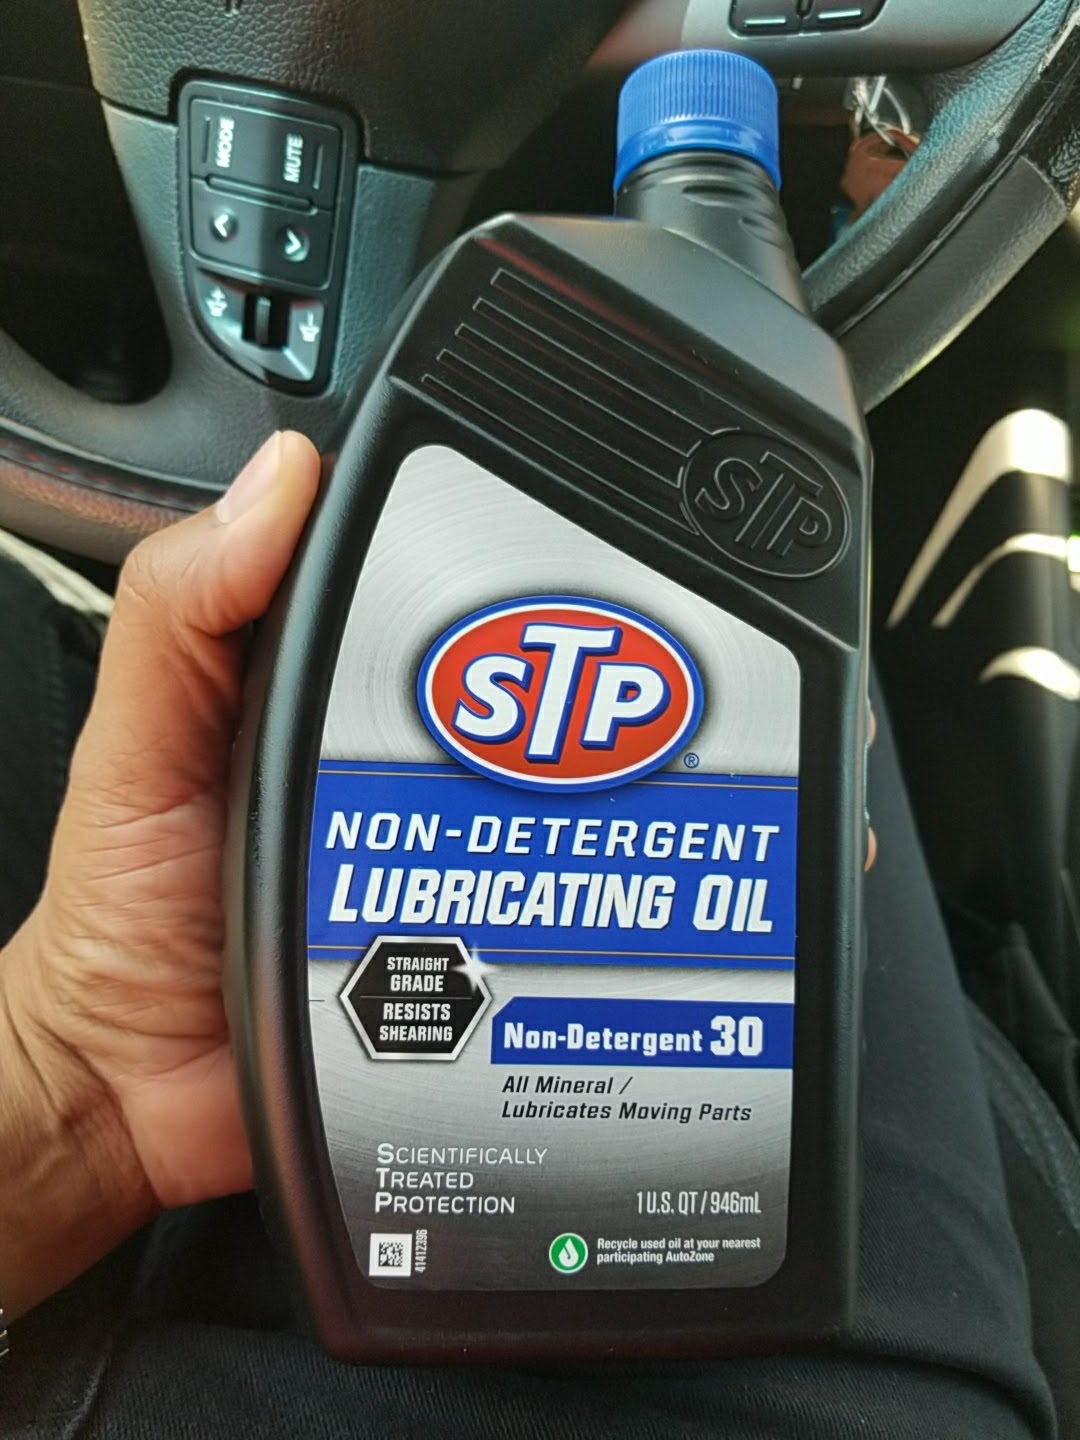 MODE
MUTE
STP
STP
®
NON-DETERGENT
LUBRICATING OIL
STRAIGHT
GRADE
RESISTS
SHEARING
Non-Detergent 30
All Mineral /
Lubricates Moving Parts
SCIENTIFICALLY
TREATED
PROTECTION
1 U.S. QT / 946mL
41412396
Recycle used oil at your nearest
participating AutoZone